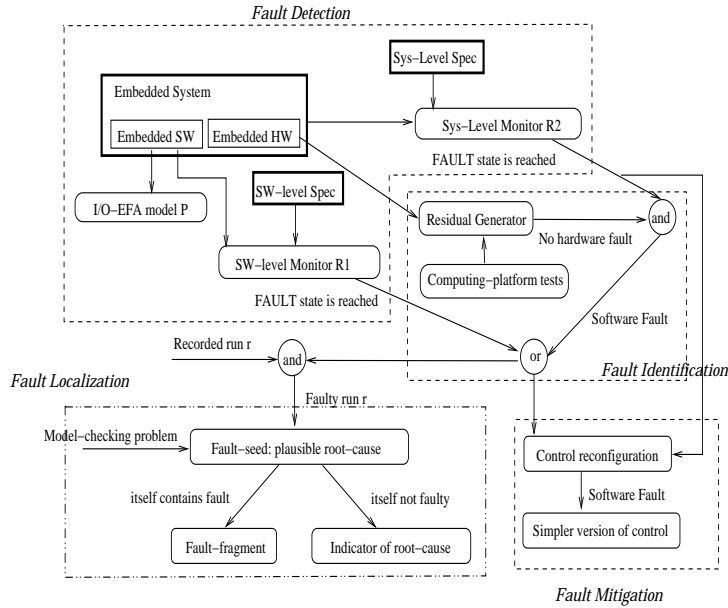 Fault Detection
Sys-Level Spec
Embedded System
Embedded SW
Embedded HW
Sys-Level Monitor R2
FAULT state is reached
SW-level Spec
I/O-EFA model P
Residual Generator
and
No hardware fault
SW-level Monitor R1
Computing-platform tests
FAULT state is reached
Software Fault
Recorded run r
and
or
Fault Identification
Fault Localization
Faulty run r
Model-checking problem
Fault-seed: plausible root-cause
Control reconfiguration
itself contains fault
itself not faulty
Software Fault
Fault-fragment
Indicator of root-cause
Simpler version of control
Fault Mitigation